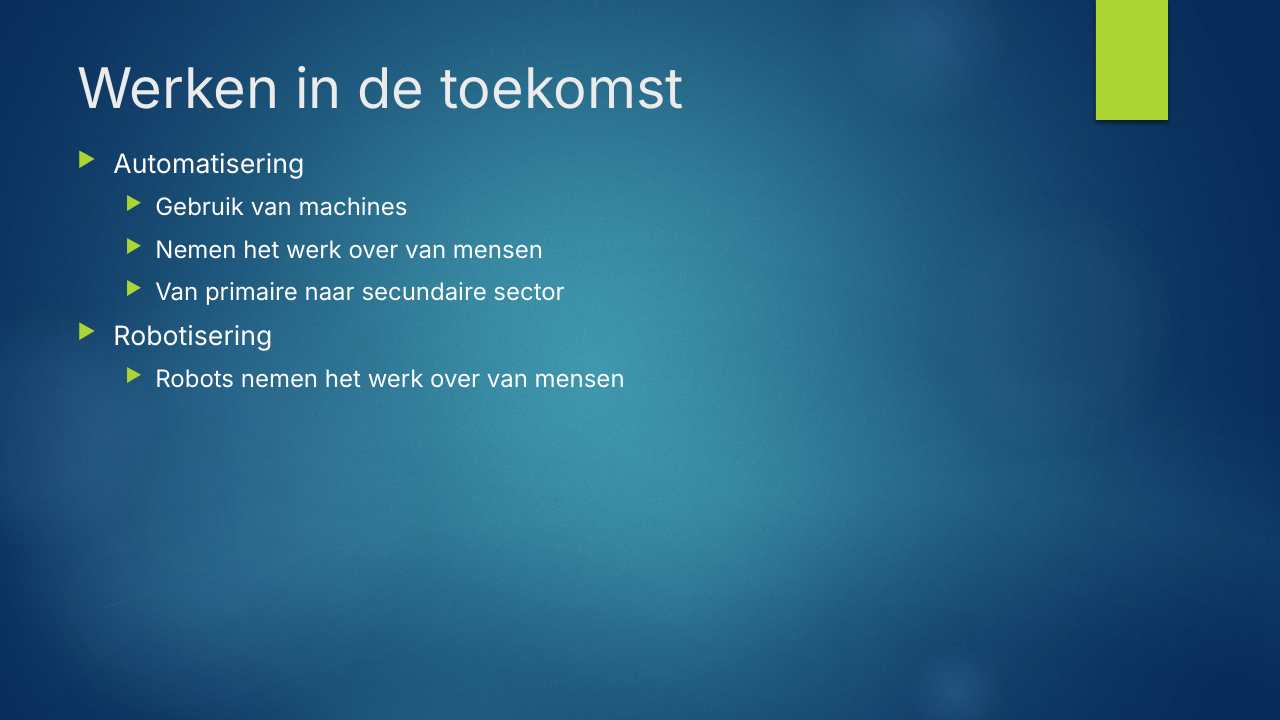 Werken in de toekomst
Automatisering
Gebruik van machines
Nemen het werk over van mensen
Van primaire naar secundaire sector
Robotisering
Robots nemen het werk over van mensen